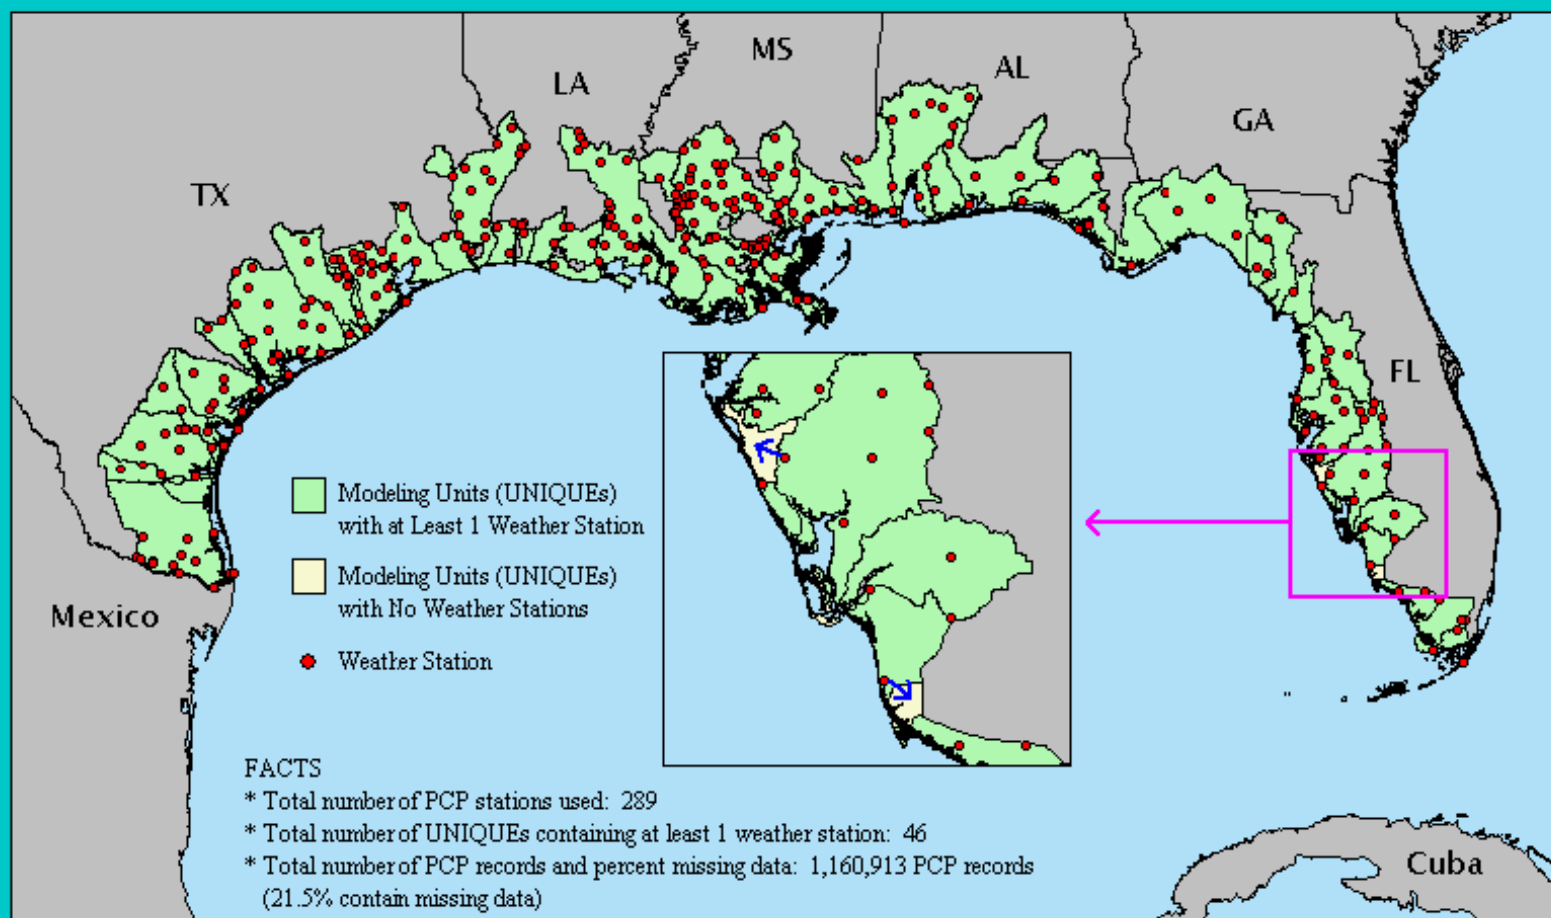 MS
LA
AL
GA
TX
FL
Modeling Units (UNIQUEs)
with at Least 1 Weather Station
Modeling Units (UNIQUEs)
with No Weather Stations
Mexico
Weather Station
FACTS
* Total number of PCP stations used: 289
* Total number of UNIQUEs containing at least 1 weather station: 46
* Total number of PCP records and percent missing data: 1,160,913 PCP records
(21.5% contain missing data)
Cuba